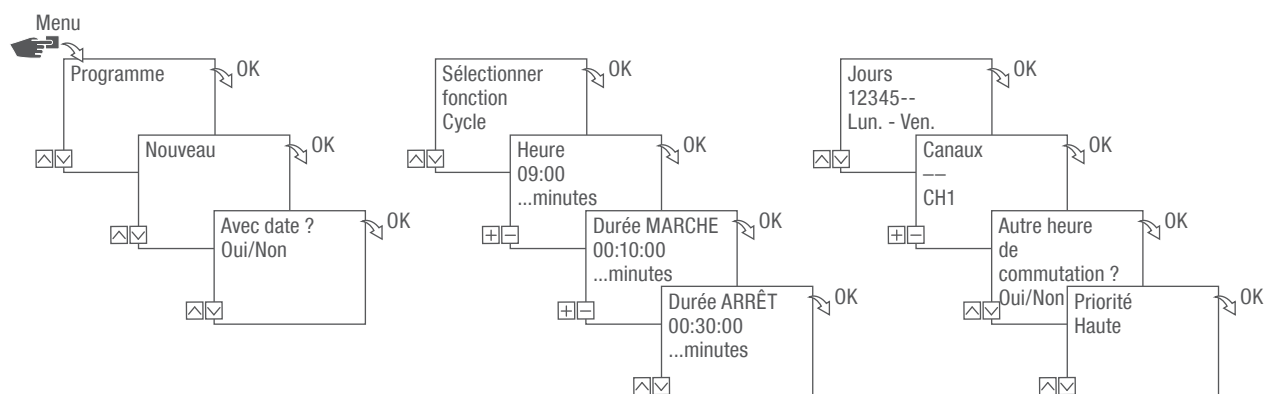 Menu
Programme
OK
Nouveau
OK
Avec date ?
Oui/Non
OK
Sélectionner
fonction
Cycle
OK
Heure
09:00
...minutes
OK
Durée MARCHE
00:10:00
...minutes
OK
Durée ARRÊT
00:30:00
...minutes
OK
Jours
12345--
Lun. - Ven.
OK
Canaux
––
CH1
OK
Autre heure
de
commutation ?
Oui/Non
OK
Priorité
Haute
OK